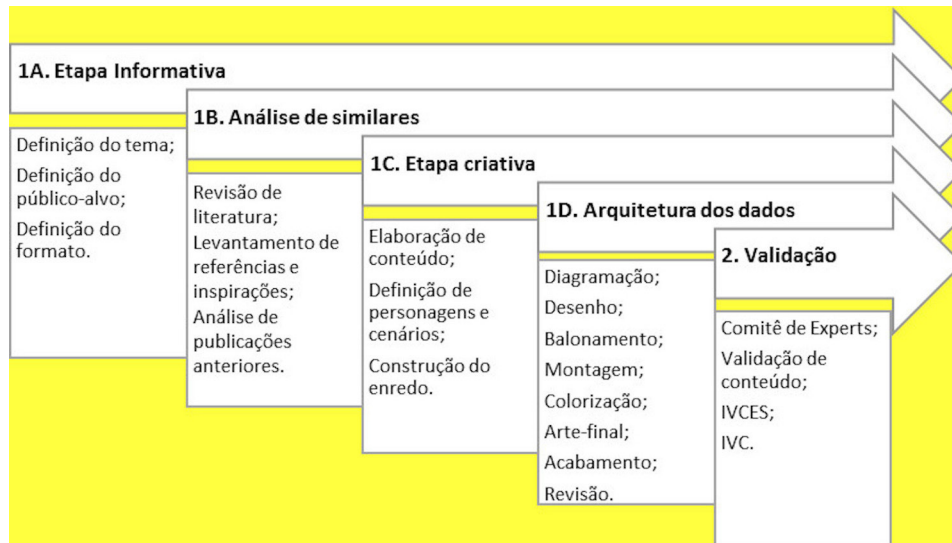 1A. Etapa Informativa
Definição do tema;
Definição do
público-alvo;
Definição do
formato.
1B. Análise de similares
Revisão de
literatura;
Levantamento de
referências e
inspirações;
Análise de
publicações
anteriores.
1C. Etapa criativa
Elaboração de
conteúdo;
Definição de
personagens e
cenários;
Construção do
enredo.
1D. Arquitetura dos dados
Diagramação;
Desenho;
Balonamento;
Montagem;
Colorização;
Arte-final;
Acabamento;
Revisão.
2. Validação
Comitê de Experts;
Validação de
conteúdo;
IVCES;
IVC.